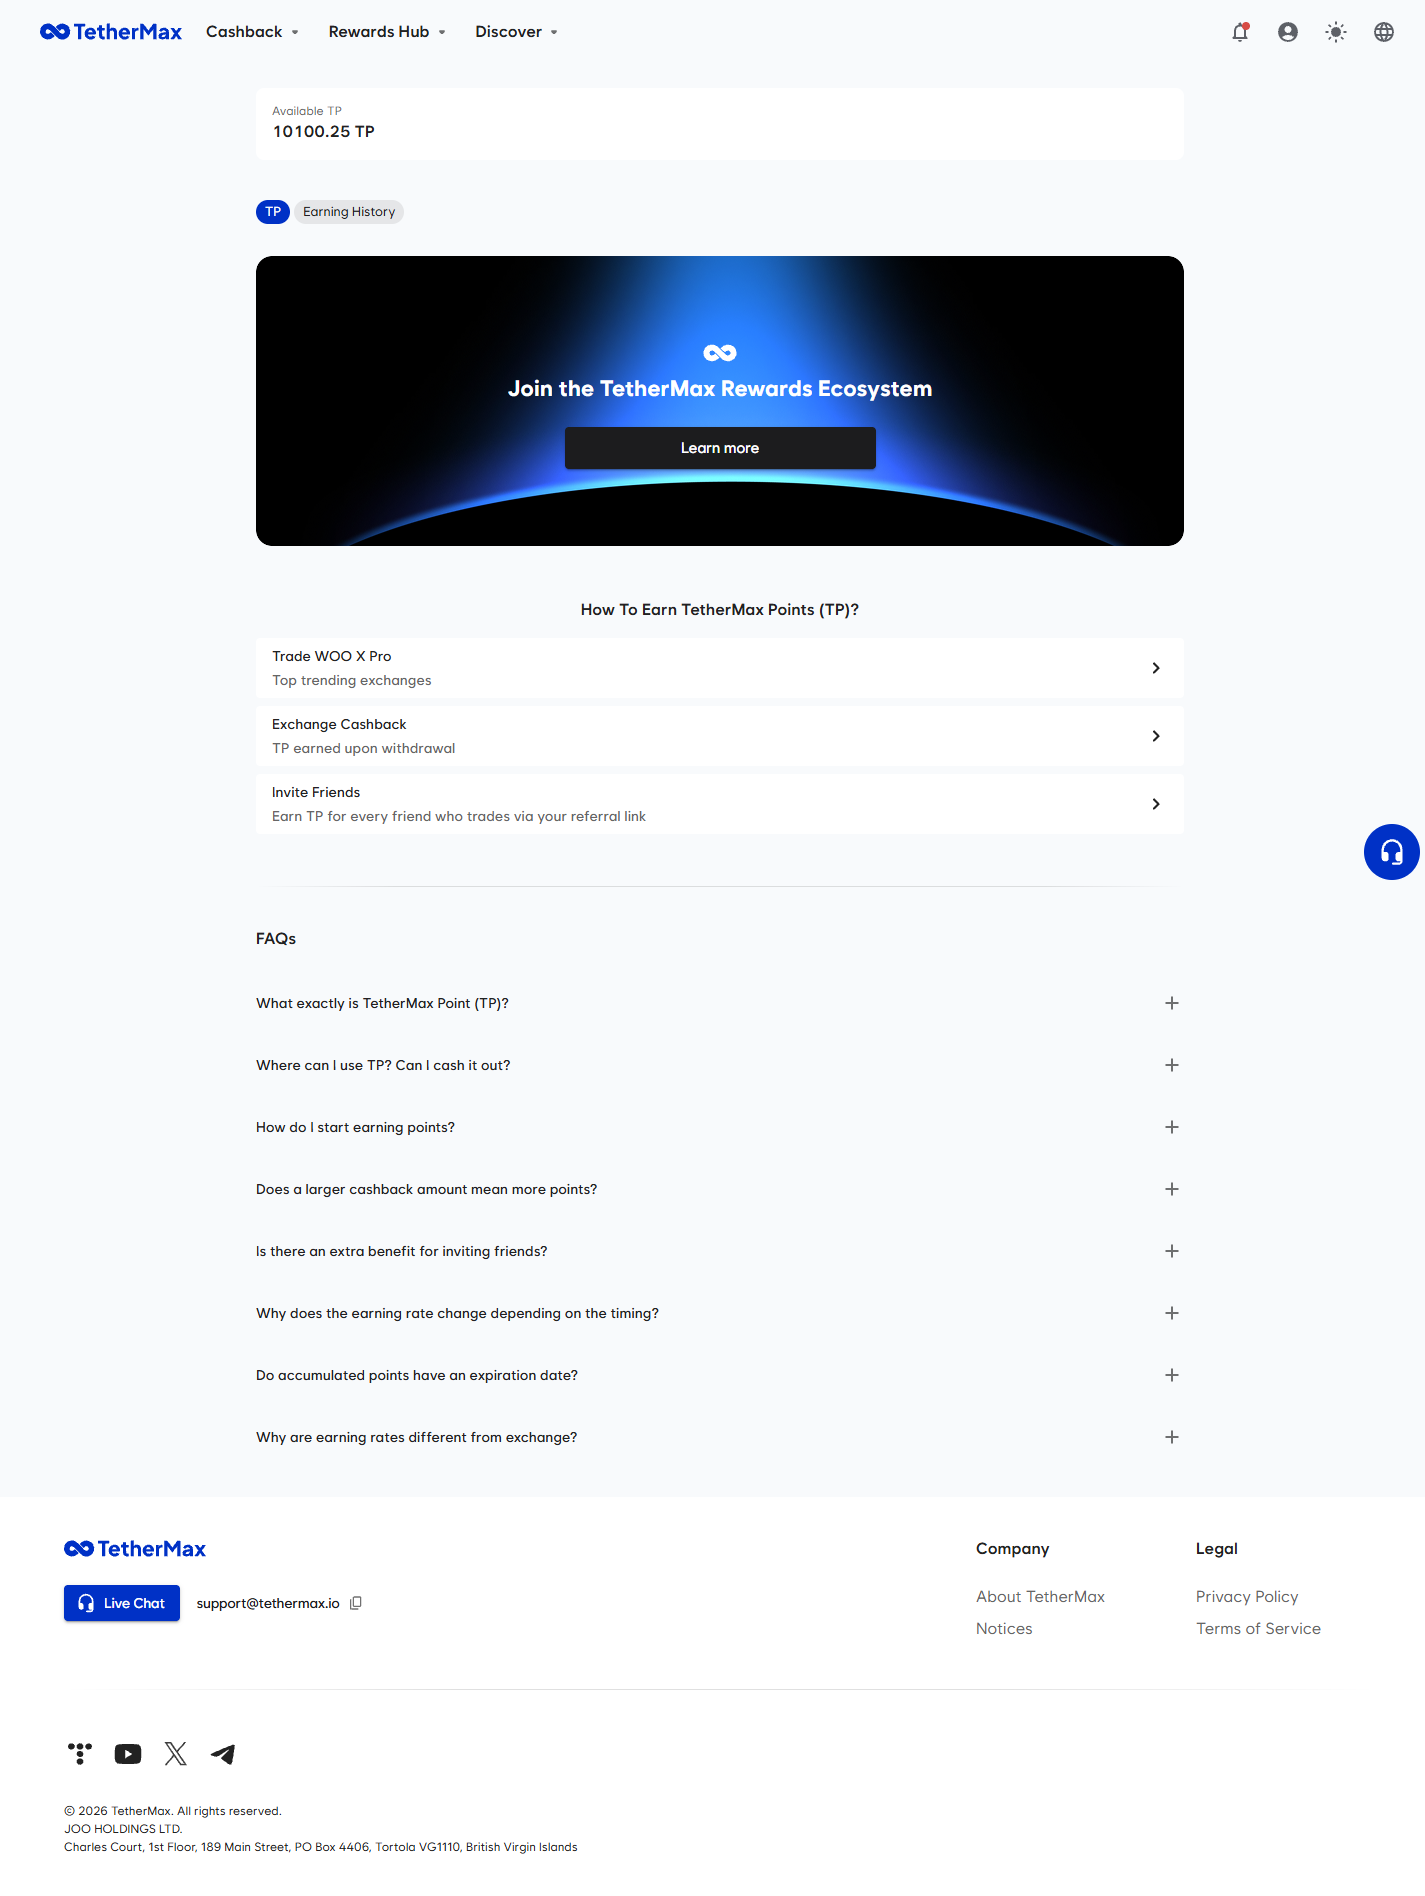 TetherMax Cashback Rewards Hub Discover
Available TP
10100.25 TP
TP Earning History
Join the TetherMax Rewards Ecosystem
Learn more
How To Earn TetherMax Points (TP)?
Trade WOO X Pro
Top trending exchanges
Exchange Cashback
TP earned upon withdrawal
Invite Friends
Earn TP for every friend who trades via your referral link
FAQs
What exactly is TetherMax Point (TP)?
Where can I use TP? Can I cash it out?
How do I start earning points?
Does a larger cashback amount mean more points?
Is there an extra benefit for inviting friends?
Why does the earning rate change depending on the timing?
Do accumulated points have an expiration date?
Why are earning rates different from exchange?
TetherMax
Live Chat support@tethermax.io
Company
About TetherMax
Notices
Legal
Privacy Policy
Terms of Service
© 2026 TetherMax. All rights reserved.
JOO HOLDINGS LTD.
Charles Court, 1st Floor, 189 Main Street, PO Box 4406, Tortola VG1110, British Virgin Islands